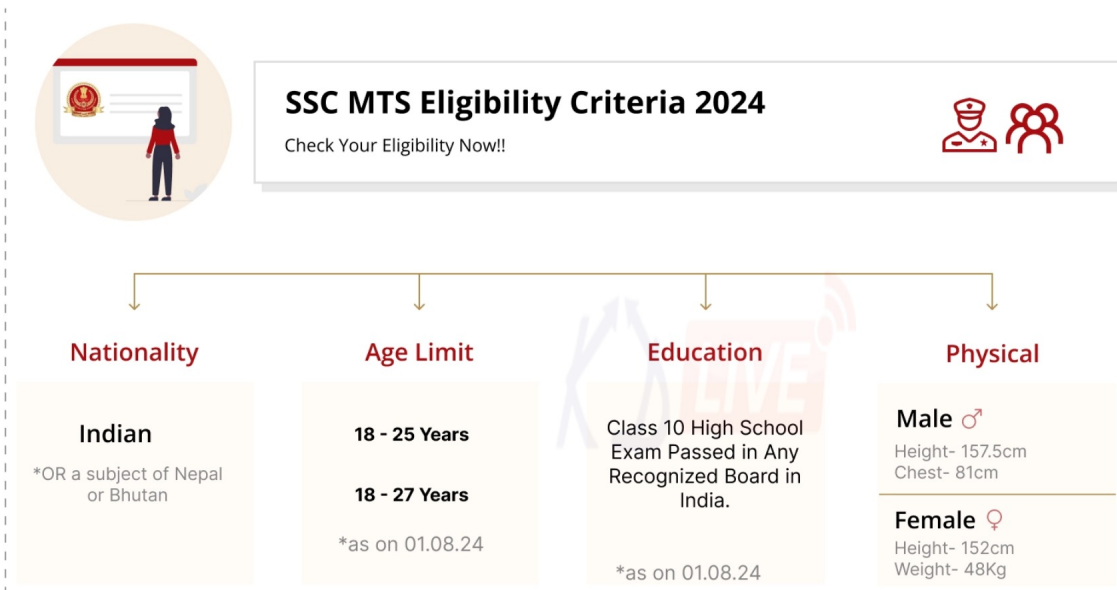 SSC MTS Eligibility Criteria 2024
Check Your Eligibility Now!!
Nationality
Indian
*OR a subject of Nepal
or Bhutan
Age Limit
18 - 25 Years
18 - 27 Years
*as on 01.08.24
Education
Class 10 High School
Exam Passed in Any
Recognized Board in
India.
*as on 01.08.24
Physical
Male ♂
Height- 157.5cm
Chest- 81cm
Female ♀
Height- 152cm
Weight- 48Kg
KD
LIVE